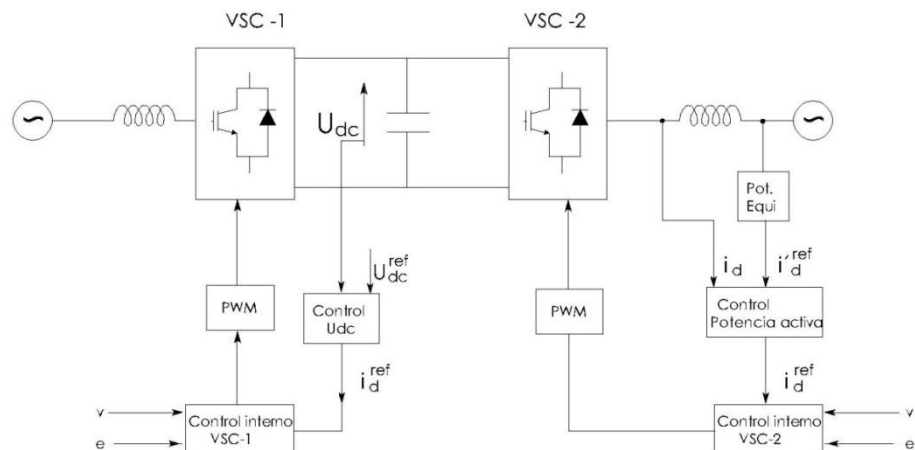 VSC -1
VSC -2
U_dc
Pot.
Equi
U_dc^ref
i_d
i´_d^ref
PWM
Control
Udc
PWM
Control
Potencia activa
i_d^ref
i_d^ref
v
e
Control interno
VSC-1
Control interno
VSC-2
v
e